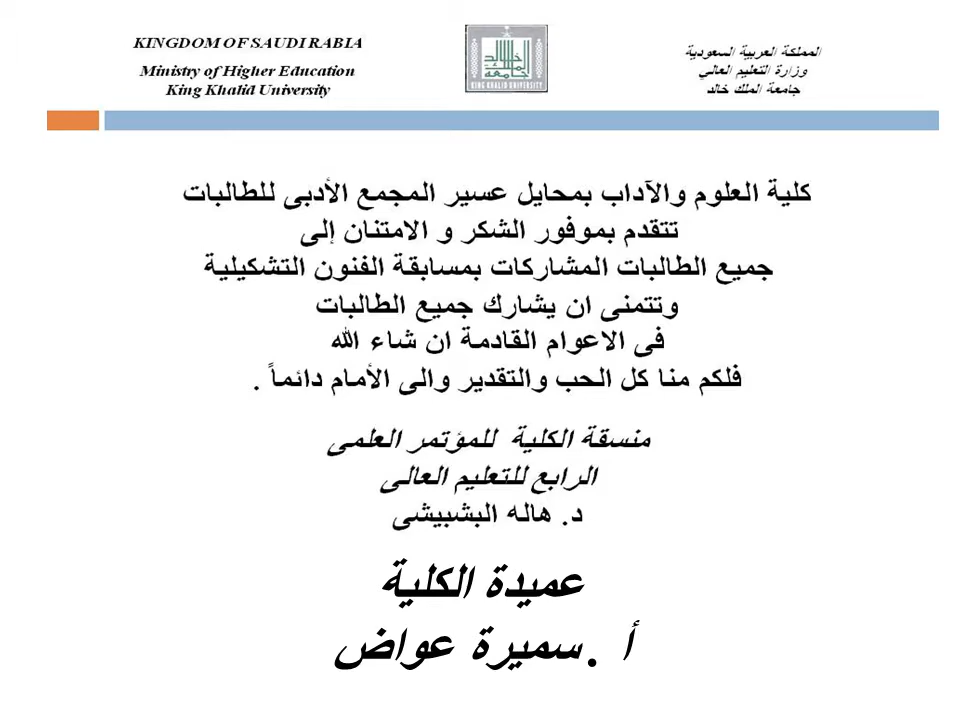 KINGDOM OF SAUDI RABIA
Ministry of Higher Education
King Khalid University
KING KHALID UNIVERSITY
المملكة العربية السعودية
وزارة التعليم العالي
جامعة الملك خالد
كلية العلوم والآداب بمحايل عسير المجمع الأدبى للطالبات
تتقدم بموفور الشكر و الامتنان إلى
جميع الطالبات المشاركات بمسابقة الفنون التشكيلية
وتتمنى ان يشارك جميع الطالبات
فى الاعوام القادمة ان شاء الله
فلكم منا كل الحب والتقدير والى الأمام دائماً .
منسقة الكلية للمؤتمر العلمى
الرابع للتعليم العالى
د. هاله البشبيشى
عميدة الكلية
أ .سميرة عواض